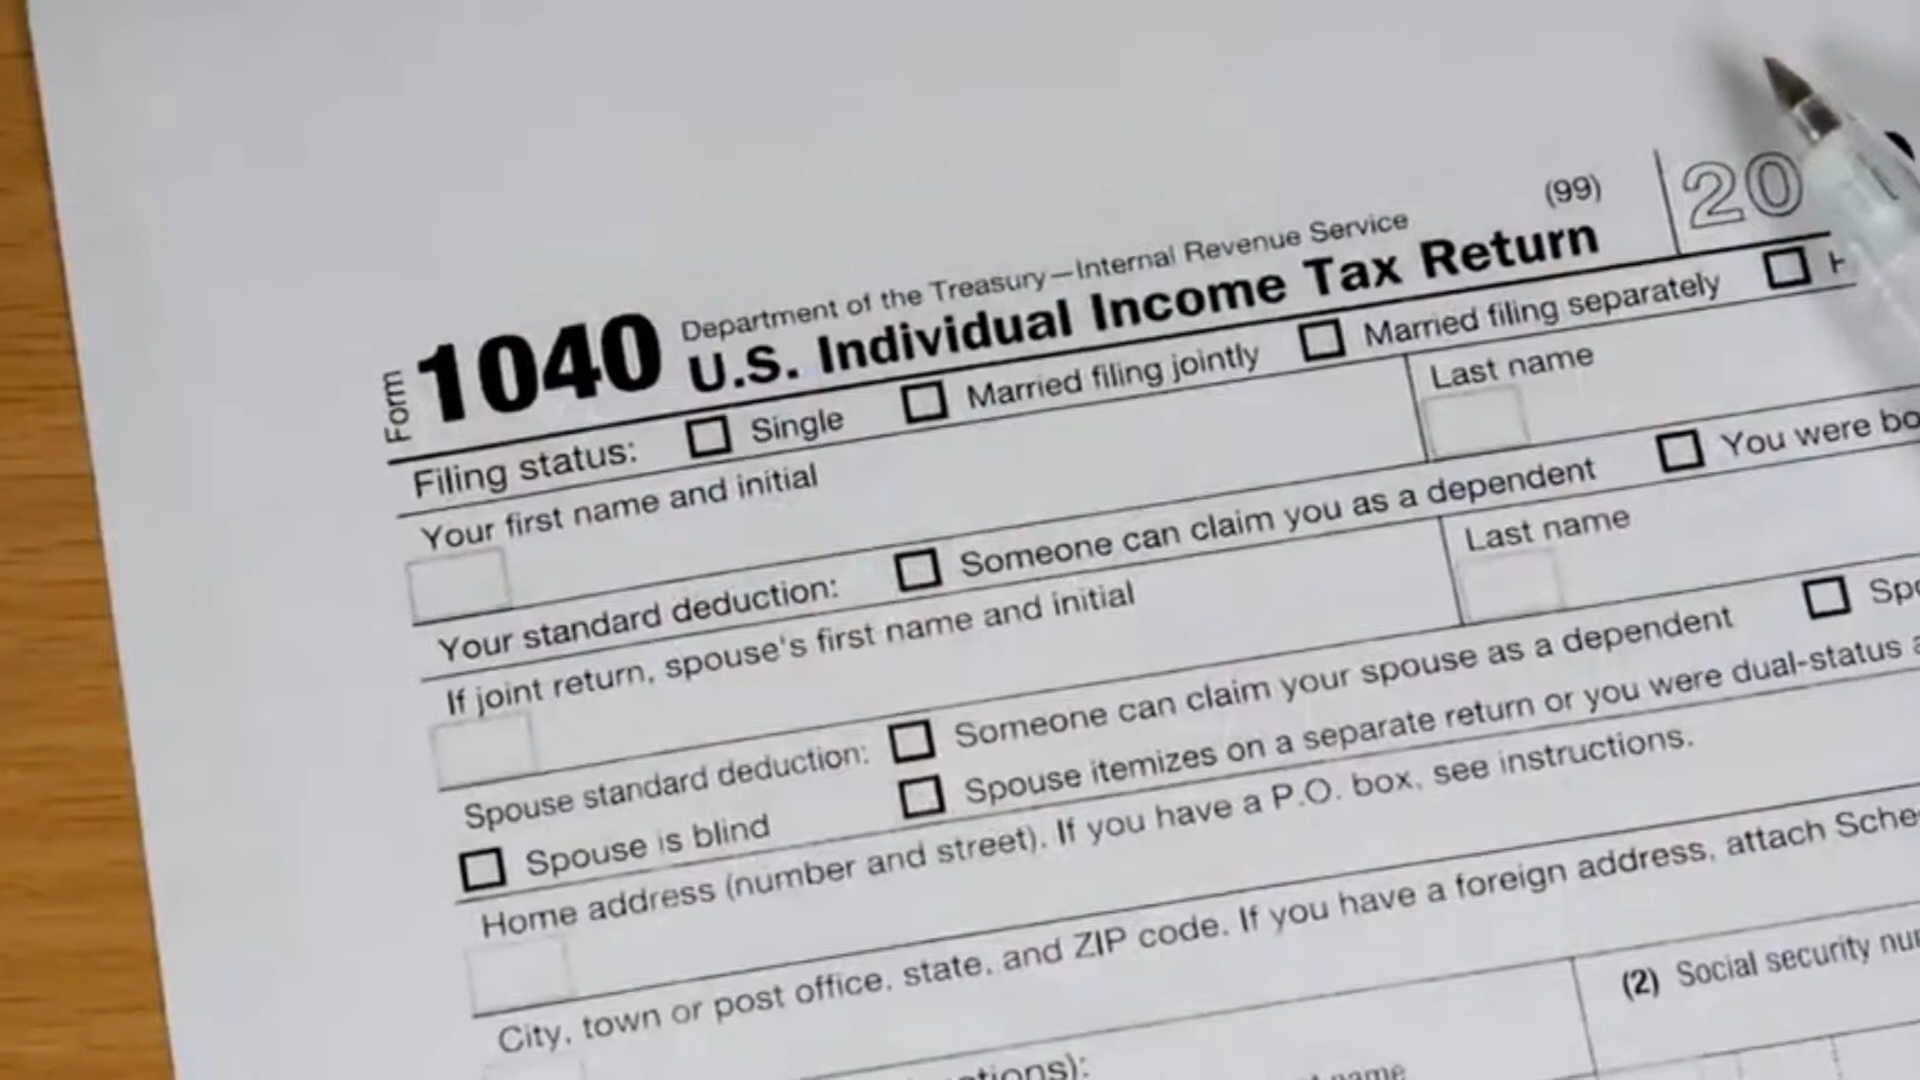 Department of the Treasury—Internal Revenue Service (99)
Form 1040 U.S. Individual Income Tax Return 20
Filing status: Single Married filing jointly Married filing separately
Your first name and initial Last name
Your standard deduction: Someone can claim you as a dependent You were
If joint return, spouse's first name and initial Last name
Spouse standard deduction: Someone can claim your spouse as a dependent
Spouse is blind Spouse itemizes on a separate return or you were dual-status
Home address (number and street). If you have a P.O. box, see instructions.
City, town or post office, state, and ZIP code. If you have a foreign address, attach
(2) Social security